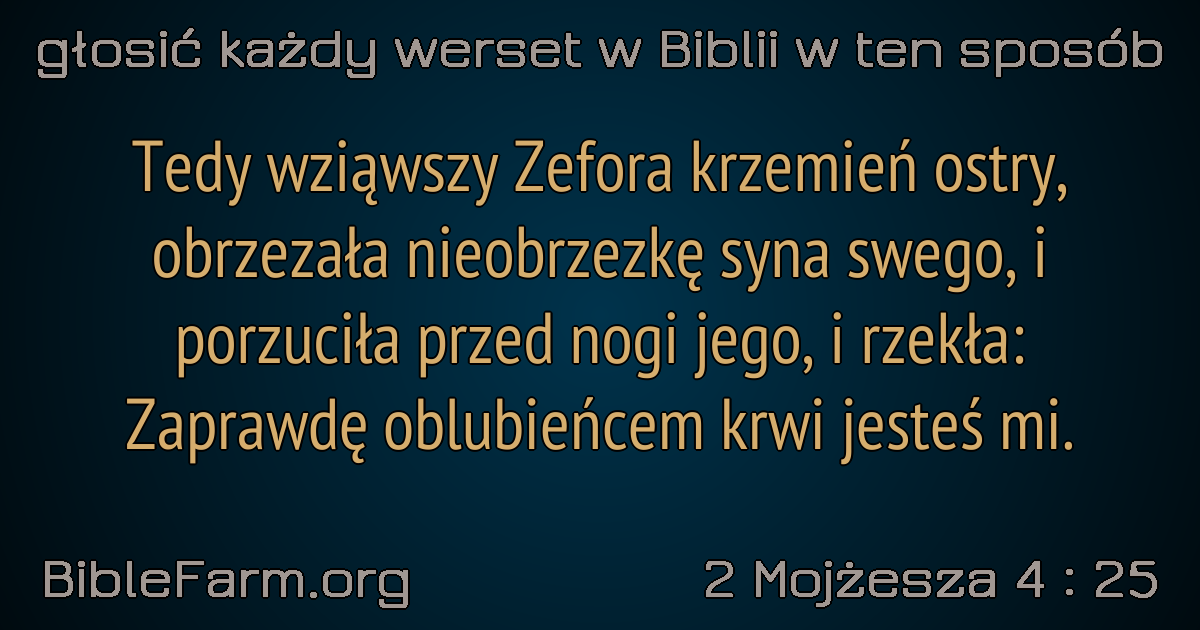 głosić każdy werset w Biblii w ten sposób
Tedy wziąwszy Zefora krzemień ostry,
obrzezała nieobrzezkę syna swego, i
porzuciła przed nogi jego, i rzekła:
Zaprawdę oblubieńcem krwi jesteś mi.
BibleFarm.org
2 Mojżesza 4 : 25